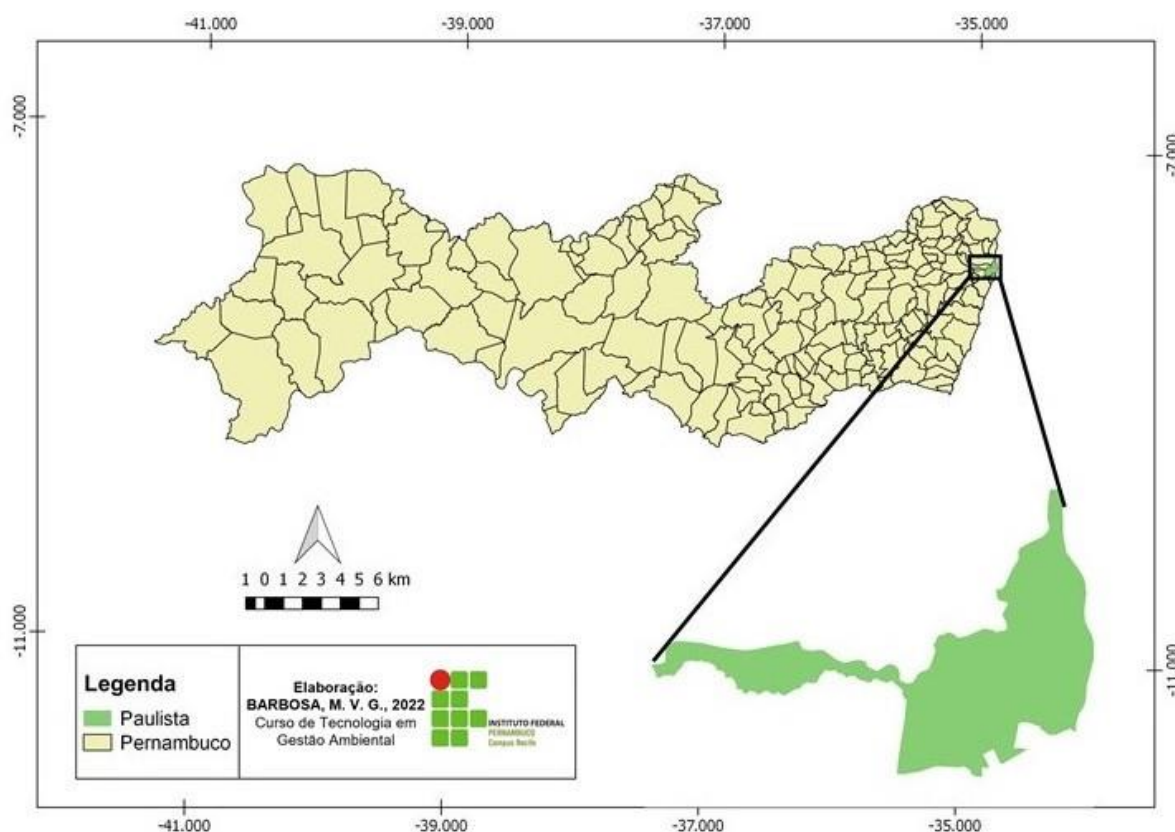 -41.000 -39.000 -37.000 -35.000
-7.000
-7.000
1 0 1 2 3 4 5 6 km
-11.000
-11.000
Legenda
Paulista
Pernambuco
Elaboração:
BARBOSA, M. V. G., 2022
Curso de Tecnologia em
Gestão Ambiental
INSTITUTO FEDERAL
PERNAMBUCO
Campus Recife
-41.000 -39.000 -37.000 -35.000